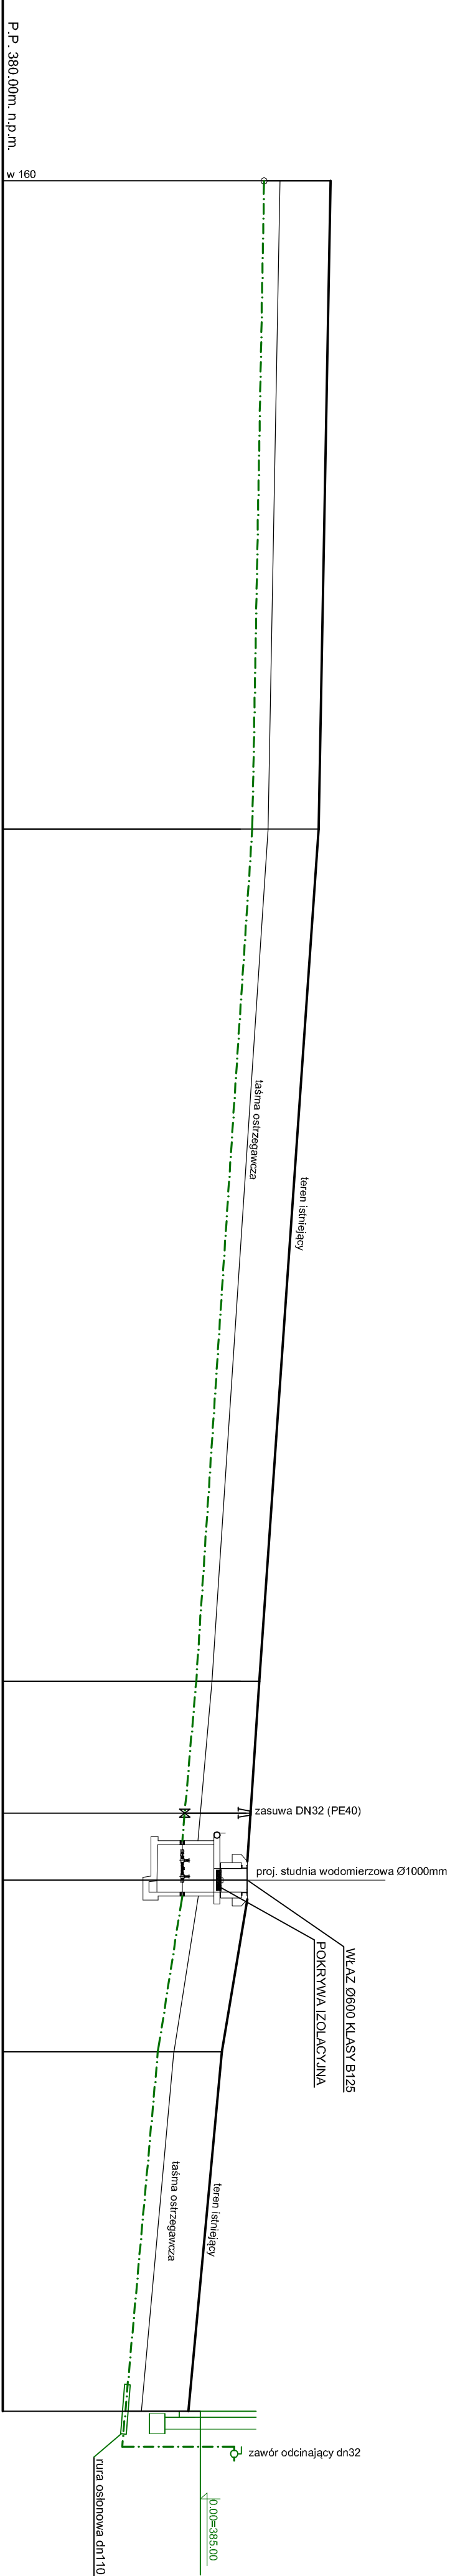 P.P. 380.00m. n.p.m.
w 160
taśma ostrzegawcza
teren istniejący
zasuwa DN32 (PE40)
proj. studnia wodomierzowa Ø1000mm
WŁAZ Ø600 KLASY B125
POKRYWA IZOLACYJNA
teren istniejący
taśma ostrzegawcza
zawór odcinający dn32
rura osłonowa dn110
0.00=385.00